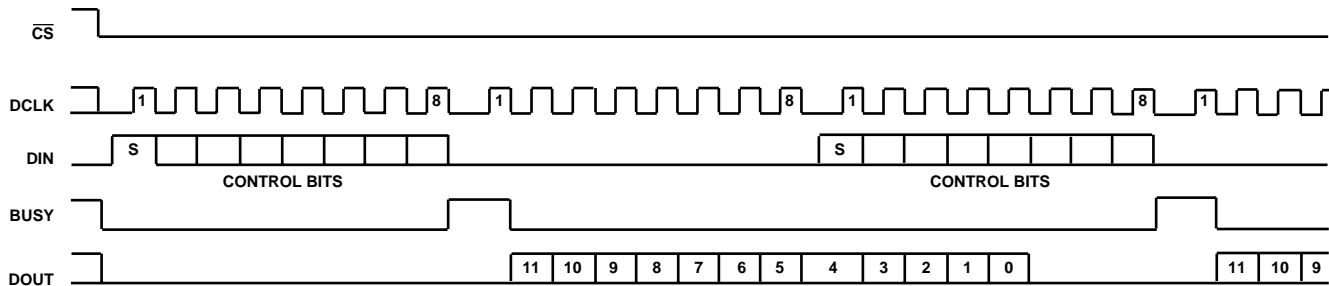 CS
DCLK 1 8 1 8 1 8 1
DIN S S
CONTROL BITS CONTROL BITS
BUSY
DOUT 11 10 9 8 7 6 5 4 3 2 1 0 11 10 9